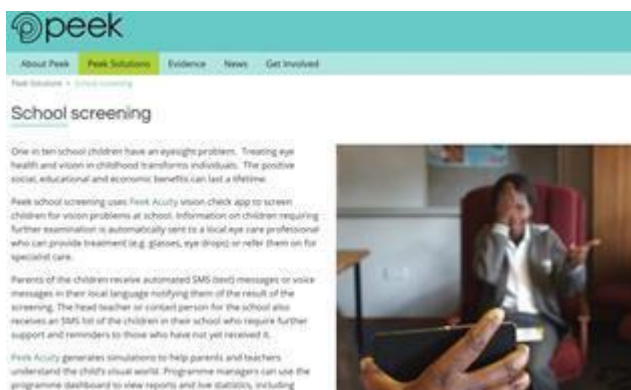 peek
About Peek Peek Solutions Evidence News Get Involved
Peek Solutions > School screening
School screening
One in ten school children have an eyesight problem. Treating eye
health and vision in childhood transforms individuals. The positive
social, educational and economic benefits can last a lifetime.
Peek school screening uses Peek Acuity vision check app to screen
children for vision problems at school. Information on children requiring
further examination is automatically sent to a local eye care professional
who can provide treatment (e.g. glasses, eye drops) or refer them on for
specialist care.
Parents of the children receive automated SMS (text) messages or voice
messages in their local language notifying them of the result of the
screening. The head teacher or contact person for the school also
receives an SMS list of the children in their school who require further
support and reminders to those who have not yet received it.
Peek Acuity generates simulations to help parents and teachers
understand the child's visual world. Programme managers can use the
programme dashboard to view reports and live statistics, including